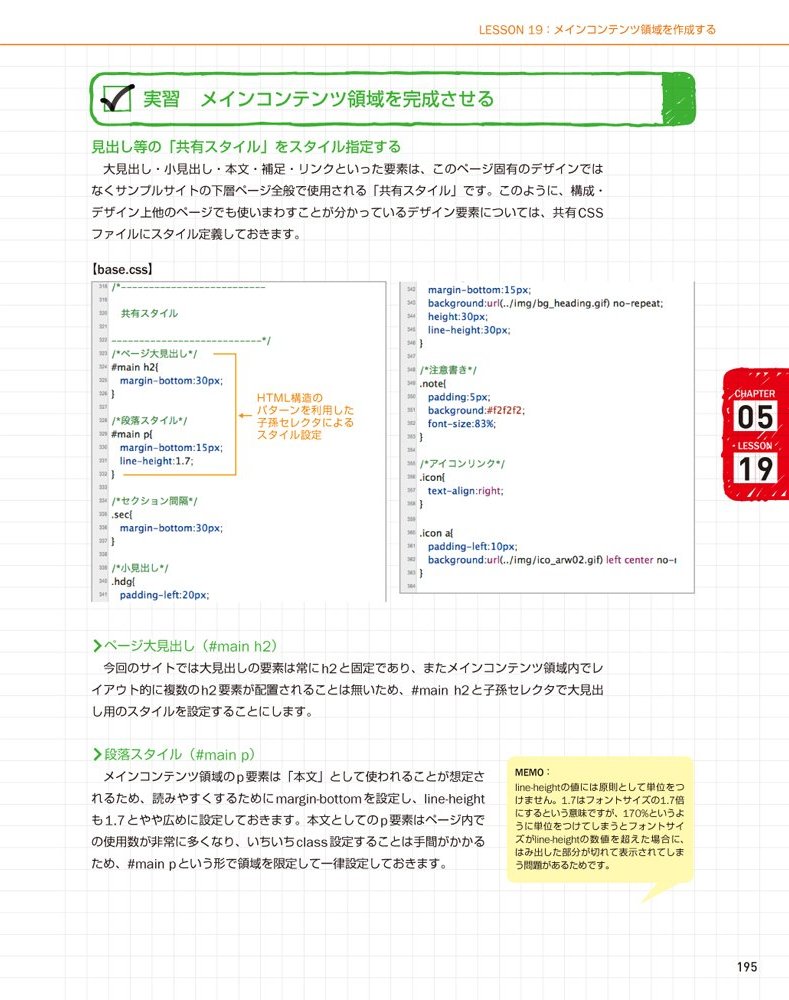 LESSON 19：メインコンテンツ領域を作成する
実習　メインコンテンツ領域を完成させる
見出し等の「共有スタイル」をスタイル指定する
大見出し・小見出し・本文・補足・リンクといった要素は、このページ固有のデザインでは
なくサンプルサイトの下層ページ全般で使用される「共有スタイル」です。このように、構成・
デザイン上他のページでも使いまわすことが分かっているデザイン要素については、共有CSS
ファイルにスタイル定義しておきます。
【base.css】
318 /*--------------------------
319
320 共有スタイル
321
322 ---------------------------*/
323 /*ページ大見出し*/
324 #main h2{
325 margin-bottom:30px;
326 }
327
328 /*段落スタイル*/
329 #main p{
330 margin-bottom:15px;
331 line-height:1.7;
332 }
333
334 /*セクション間隔*/
335 .sec{
336 margin-bottom:30px;
337 }
338
339 /*小見出し*/
340 .hdg{
341 padding-left:20px;
HTML構造の
パターンを利用した
子孫セレクタによる
スタイル設定
342 margin-bottom:15px;
343 background:url(../img/bg_heading.gif) no-repeat;
344 height:30px;
345 line-height:30px;
346 }
347
348 /*注意書き*/
349 .note{
350 padding:5px;
351 background:#f2f2f2;
352 font-size:83%;
353 }
354
355 /*アイコンリンク*/
356 .icon{
357 text-align:right;
358 }
359
360 .icon a{
361 padding-left:10px;
362 background:url(../img/ico_arw02.gif) left center no-
363 }
364
CHAPTER
05
LESSON
19
ページ大見出し（#main h2）
今回のサイトでは大見出しの要素は常にh2と固定であり、またメインコンテンツ領域内でレ
イアウト的に複数のh2要素が配置されることは無いため、#main h2と子孫セレクタで大見出
し用のスタイルを設定することにします。
段落スタイル（#main p）
メインコンテンツ領域のp要素は「本文」として使われることが想定さ
れるため、読みやすくするためにmargin-bottomを設定し、line-height
も1.7とやや広めに設定しておきます。本文としてのp要素はページ内で
の使用数が非常に多くなり、いちいちclass設定することは手間がかかる
ため、#main pという形で領域を限定して一律設定しておきます。
MEMO：
line-heightの値には原則として単位をつ
けません。1.7はフォントサイズの1.7倍
にするという意味ですが、170%というよ
うに単位をつけてしまうとフォントサイ
ズがline-heightの数値を超えた場合に、
はみ出した部分が切れて表示されてしま
う問題があるためです。
195